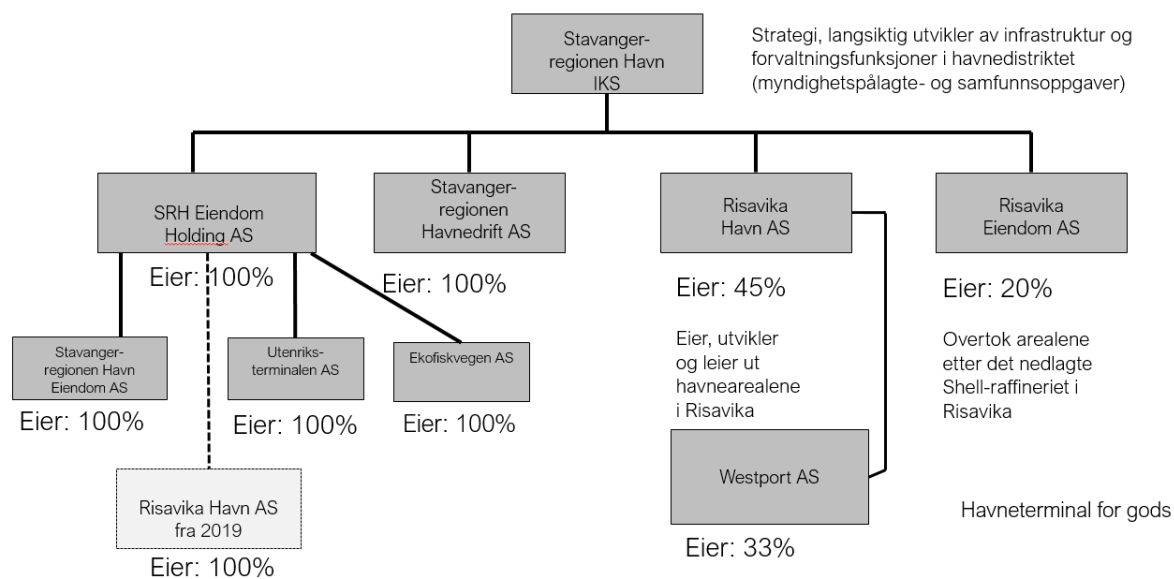 Stavanger-
regionen Havn
IKS
Strategi, langsiktig utvikler av infrastruktur og
forvaltningsfunksjoner i havnedistriktet
(myndighetspålagte- og samfunnsoppgaver)
SRH Eiendom
Holding AS
Eier: 100%
Stavanger-
regionen
Havnedrift AS
Eier: 100%
Risavika
Havn AS
Eier: 45%
Eier, utvikler
og leier ut
havnearealene
i Risavika
Risavika
Eiendom AS
Eier: 20%
Overtok arealene
etter det nedlagte
Shell-raffineriet i
Risavika
Stavanger-
regionen Havn
Eiendom AS
Eier: 100%
Utenriks-
terminalen AS
Eier: 100%
Ekofiskvegen AS
Eier: 100%
Risavika Havn AS
fra 2019
Eier: 100%
Westport AS
Eier: 33%
Havneterminal for gods